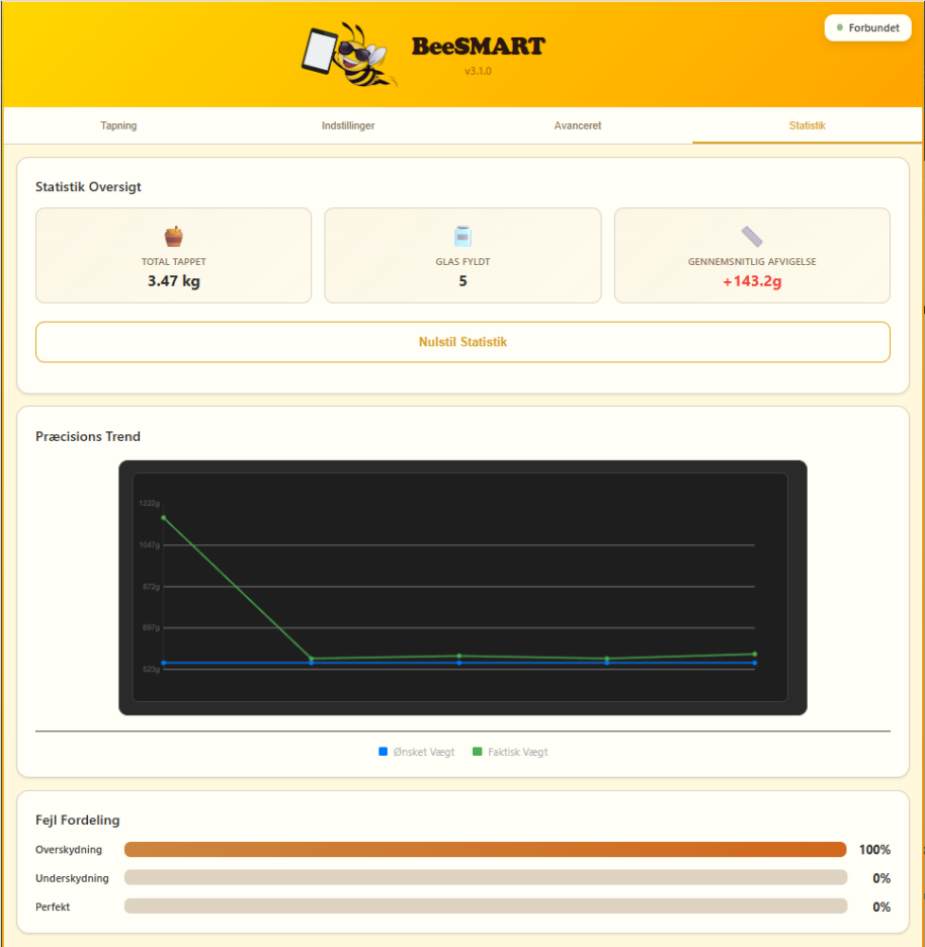 BeeSMART
v3.1.0
Forbundet
Tapning
Indstillinger
Avanceret
Statistik
Statistik Oversigt
TOTAL TAPPET
3.47 kg
GLAS FYLDT
5
GENNEMSNITLIG AFVIGELSE
+143.2g
Nulstil Statistik
Præcisions Trend
1047g
872g
697g
Ønsket Vægt
Faktisk Vægt
Fejl Fordeling
Overskydning 100%
Underskydning 0%
Perfekt 0%